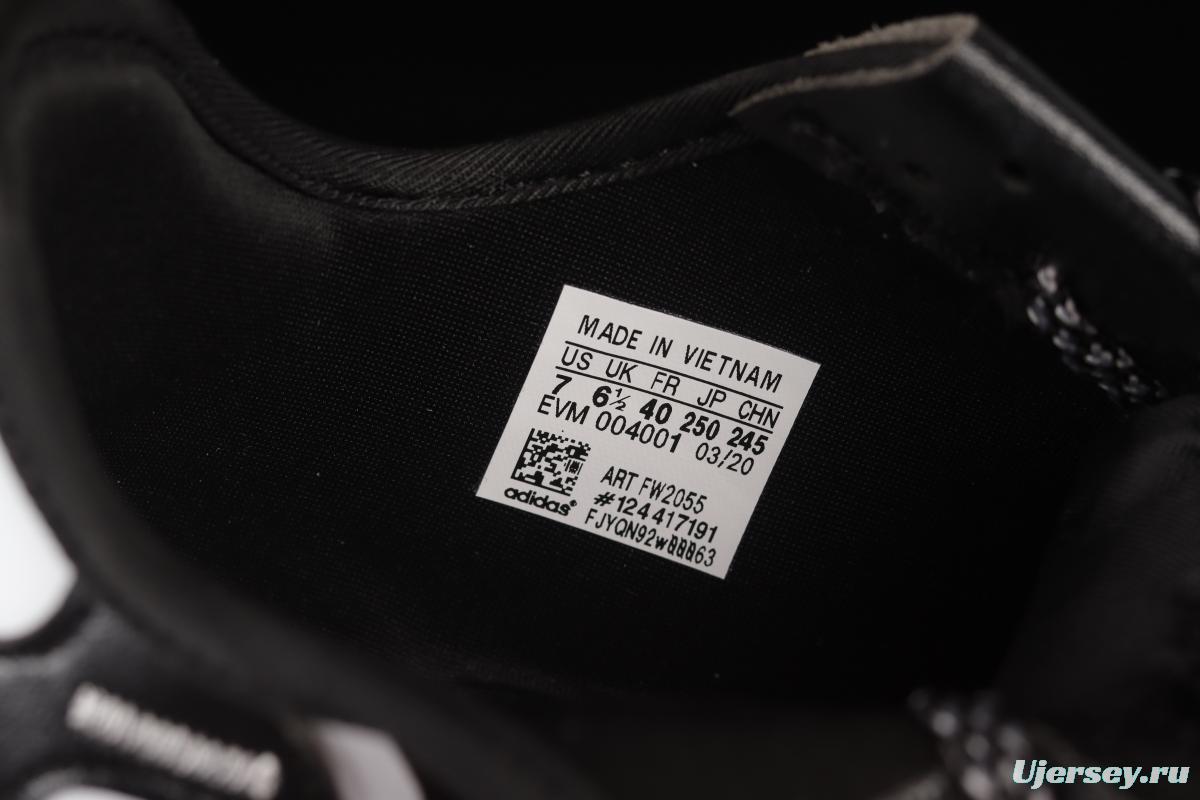 MADE IN VIETNAM
US UK FR JP CHN
7 6½ 40 250 245
EVM 004001 03/20
ART FW2055
#124417191
adidas®
Ujersey.ru